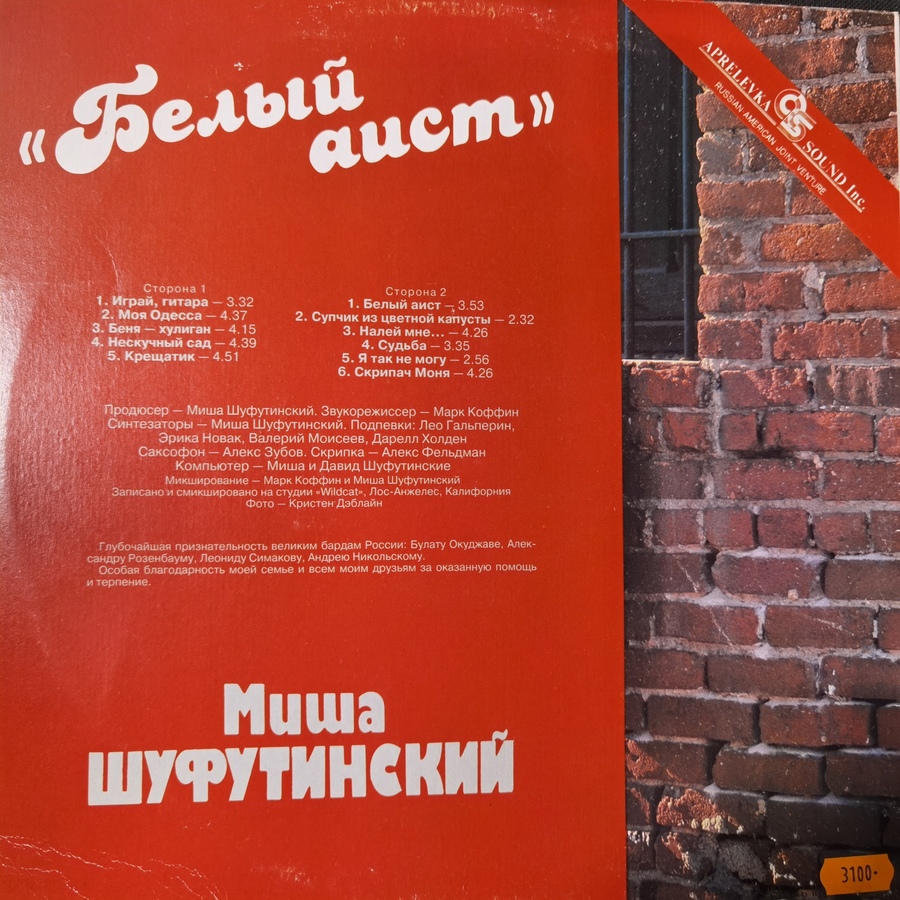 «Белый
аист»
APRELEVKA SOUND Inc.
RUSSIAN AMERICAN JOINT VENTURE
Сторона 1
1. Играй, гитара — 3.32
2. Моя Одесса — 4.37
3. Беня — хулиган — 4.15
4. Нескучный сад — 4.39
5. Крещатик — 4.51
Сторона 2
1. Белый аист — 3.53
2. Супчик из цветной капусты — 2.32
3. Налей мне... — 4.26
4. Судьба — 3.35
5. Я так не могу — 2.56
6. Скрипач Моня — 4.26
Продюсер — Миша Шуфутинский. Звукорежиссер — Марк Коффин
Синтезаторы — Миша Шуфутинский. Подпевки: Лео Гальперин,
Эрика Новак, Валерий Моисеев, Дарелл Холден
Саксофон — Алекс Зубов. Скрипка — Алекс Фельдман
Компьютер — Миша и Давид Шуфутинские
Микширование — Марк Коффин и Миша Шуфутинский
Записано и смикшировано на студии «Wildcat», Лос-Анжелес, Калифорния
Фото — Кристен Дэблайн
Глубочайшая признательность великим бардам России: Булату Окуджаве, Алек-
сандру Розенбауму, Леониду Симакову, Андрею Никольскому.
Особая благодарность моей семье и всем моим друзьям за оказанную помощь
и терпение.
Миша
ШУФУТИНСКИЙ
3100-